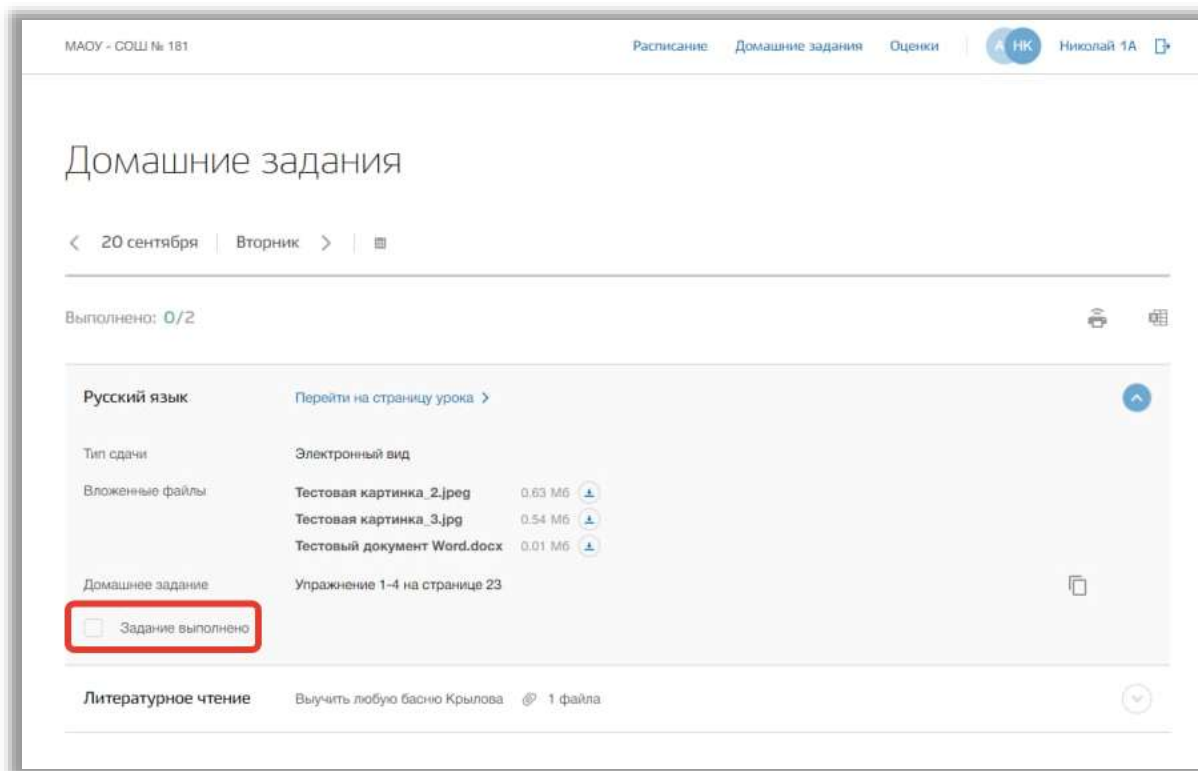 МАОУ - СОШ № 181
Расписание Домашние задания Оценки А НК Николай 1А
Домашние задания
20 сентября Вторник
Выполнено: 0/2
Русский язык Перейти на страницу урока
Тип сдачи Электронный вид
Вложенные файлы Тестовая картинка_2.jpeg 0.63 Мб
Тестовая картинка_3.jpg 0.54 Мб
Тестовый документ Word.docx 0.01 Мб
Домашнее задание Упражнение 1-4 на странице 23
Задание выполнено
Литературное чтение Выучить любую басню Крылова 1 файла